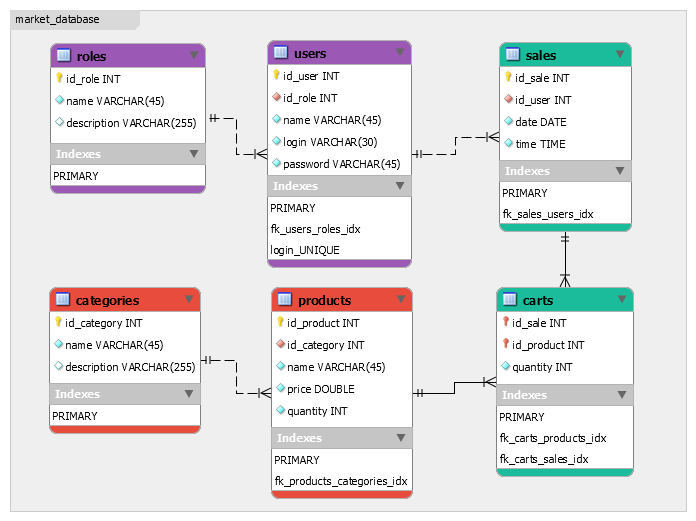 market_database
roles
id_role INT
name VARCHAR(45)
description VARCHAR(255)
Indexes
PRIMARY
users
id_user INT
id_role INT
name VARCHAR(45)
login VARCHAR(30)
password VARCHAR(45)
Indexes
PRIMARY
fk_users_roles_idx
login_UNIQUE
sales
id_sale INT
id_user INT
date DATE
time TIME
Indexes
PRIMARY
fk_sales_users_idx
categories
id_category INT
name VARCHAR(45)
description VARCHAR(255)
Indexes
PRIMARY
products
id_product INT
id_category INT
name VARCHAR(45)
price DOUBLE
quantity INT
Indexes
PRIMARY
fk_products_categories_idx
carts
id_sale INT
id_product INT
quantity INT
Indexes
PRIMARY
fk_carts_products_idx
fk_carts_sales_idx